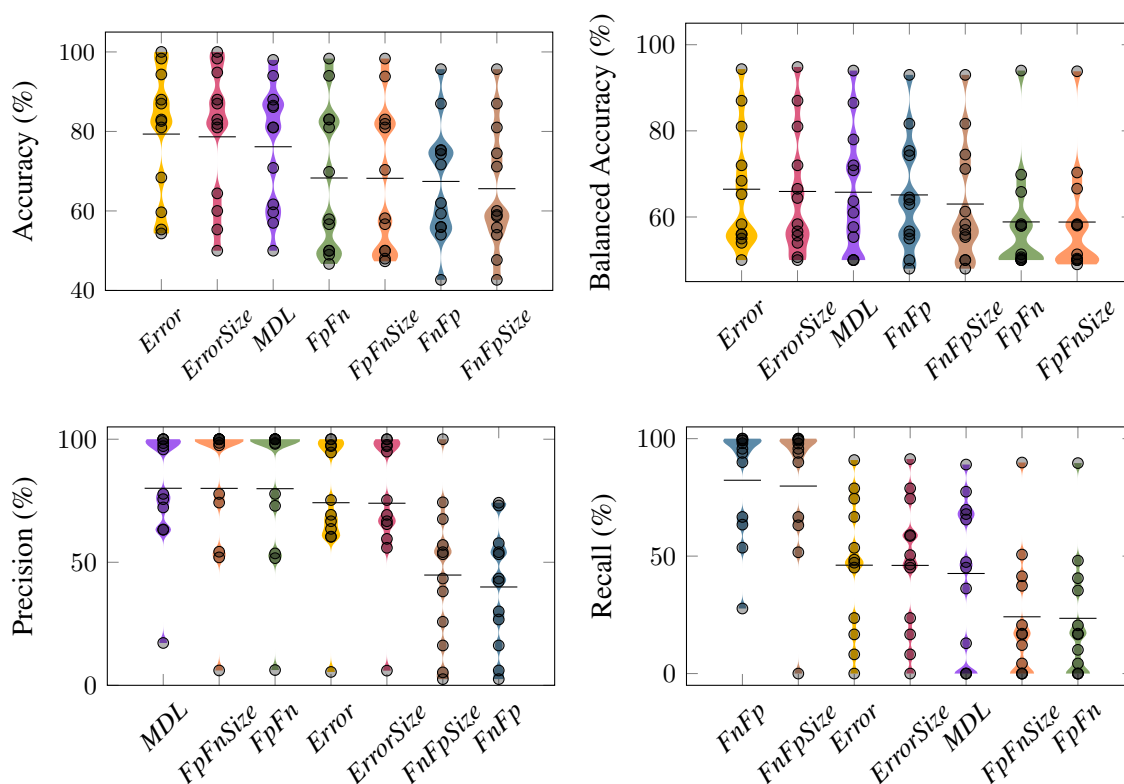 Accuracy (%)
100
80
60
40
Error
ErrorSize
MDL
FpFn
FpFnSize
FnFp
FnFpSize
Balanced Accuracy (%)
100
80
60
Error
ErrorSize
MDL
FnFp
FnFpSize
FpFn
FpFnSize
Precision (%)
100
50
0
MDL
FpFnSize
FpFn
Error
ErrorSize
FnFpSize
FnFp
Recall (%)
100
50
0
FnFp
FnFpSize
Error
ErrorSize
MDL
FpFnSize
FpFn